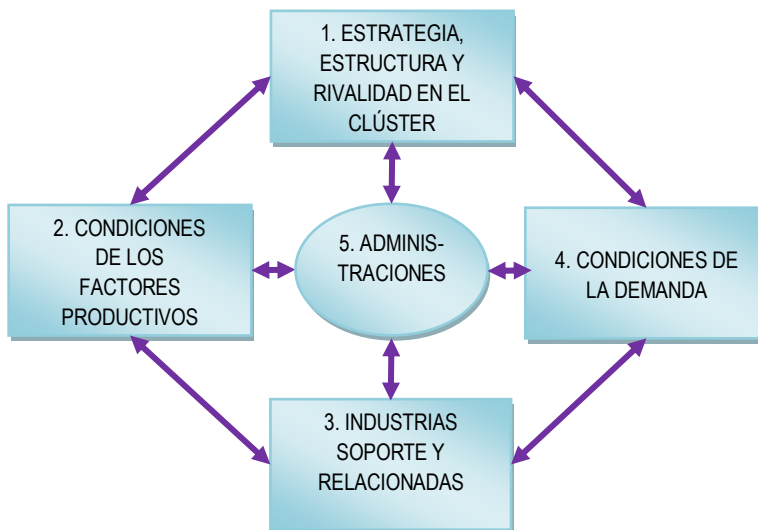 1. ESTRATEGIA,
ESTRUCTURA Y
RIVALIDAD EN EL
CLÚSTER
2. CONDICIONES
DE LOS
FACTORES
PRODUCTIVOS
5. ADMINIS-
TRACIONES
4. CONDICIONES DE
LA DEMANDA
3. INDUSTRIAS
SOPORTE Y
RELACIONADAS